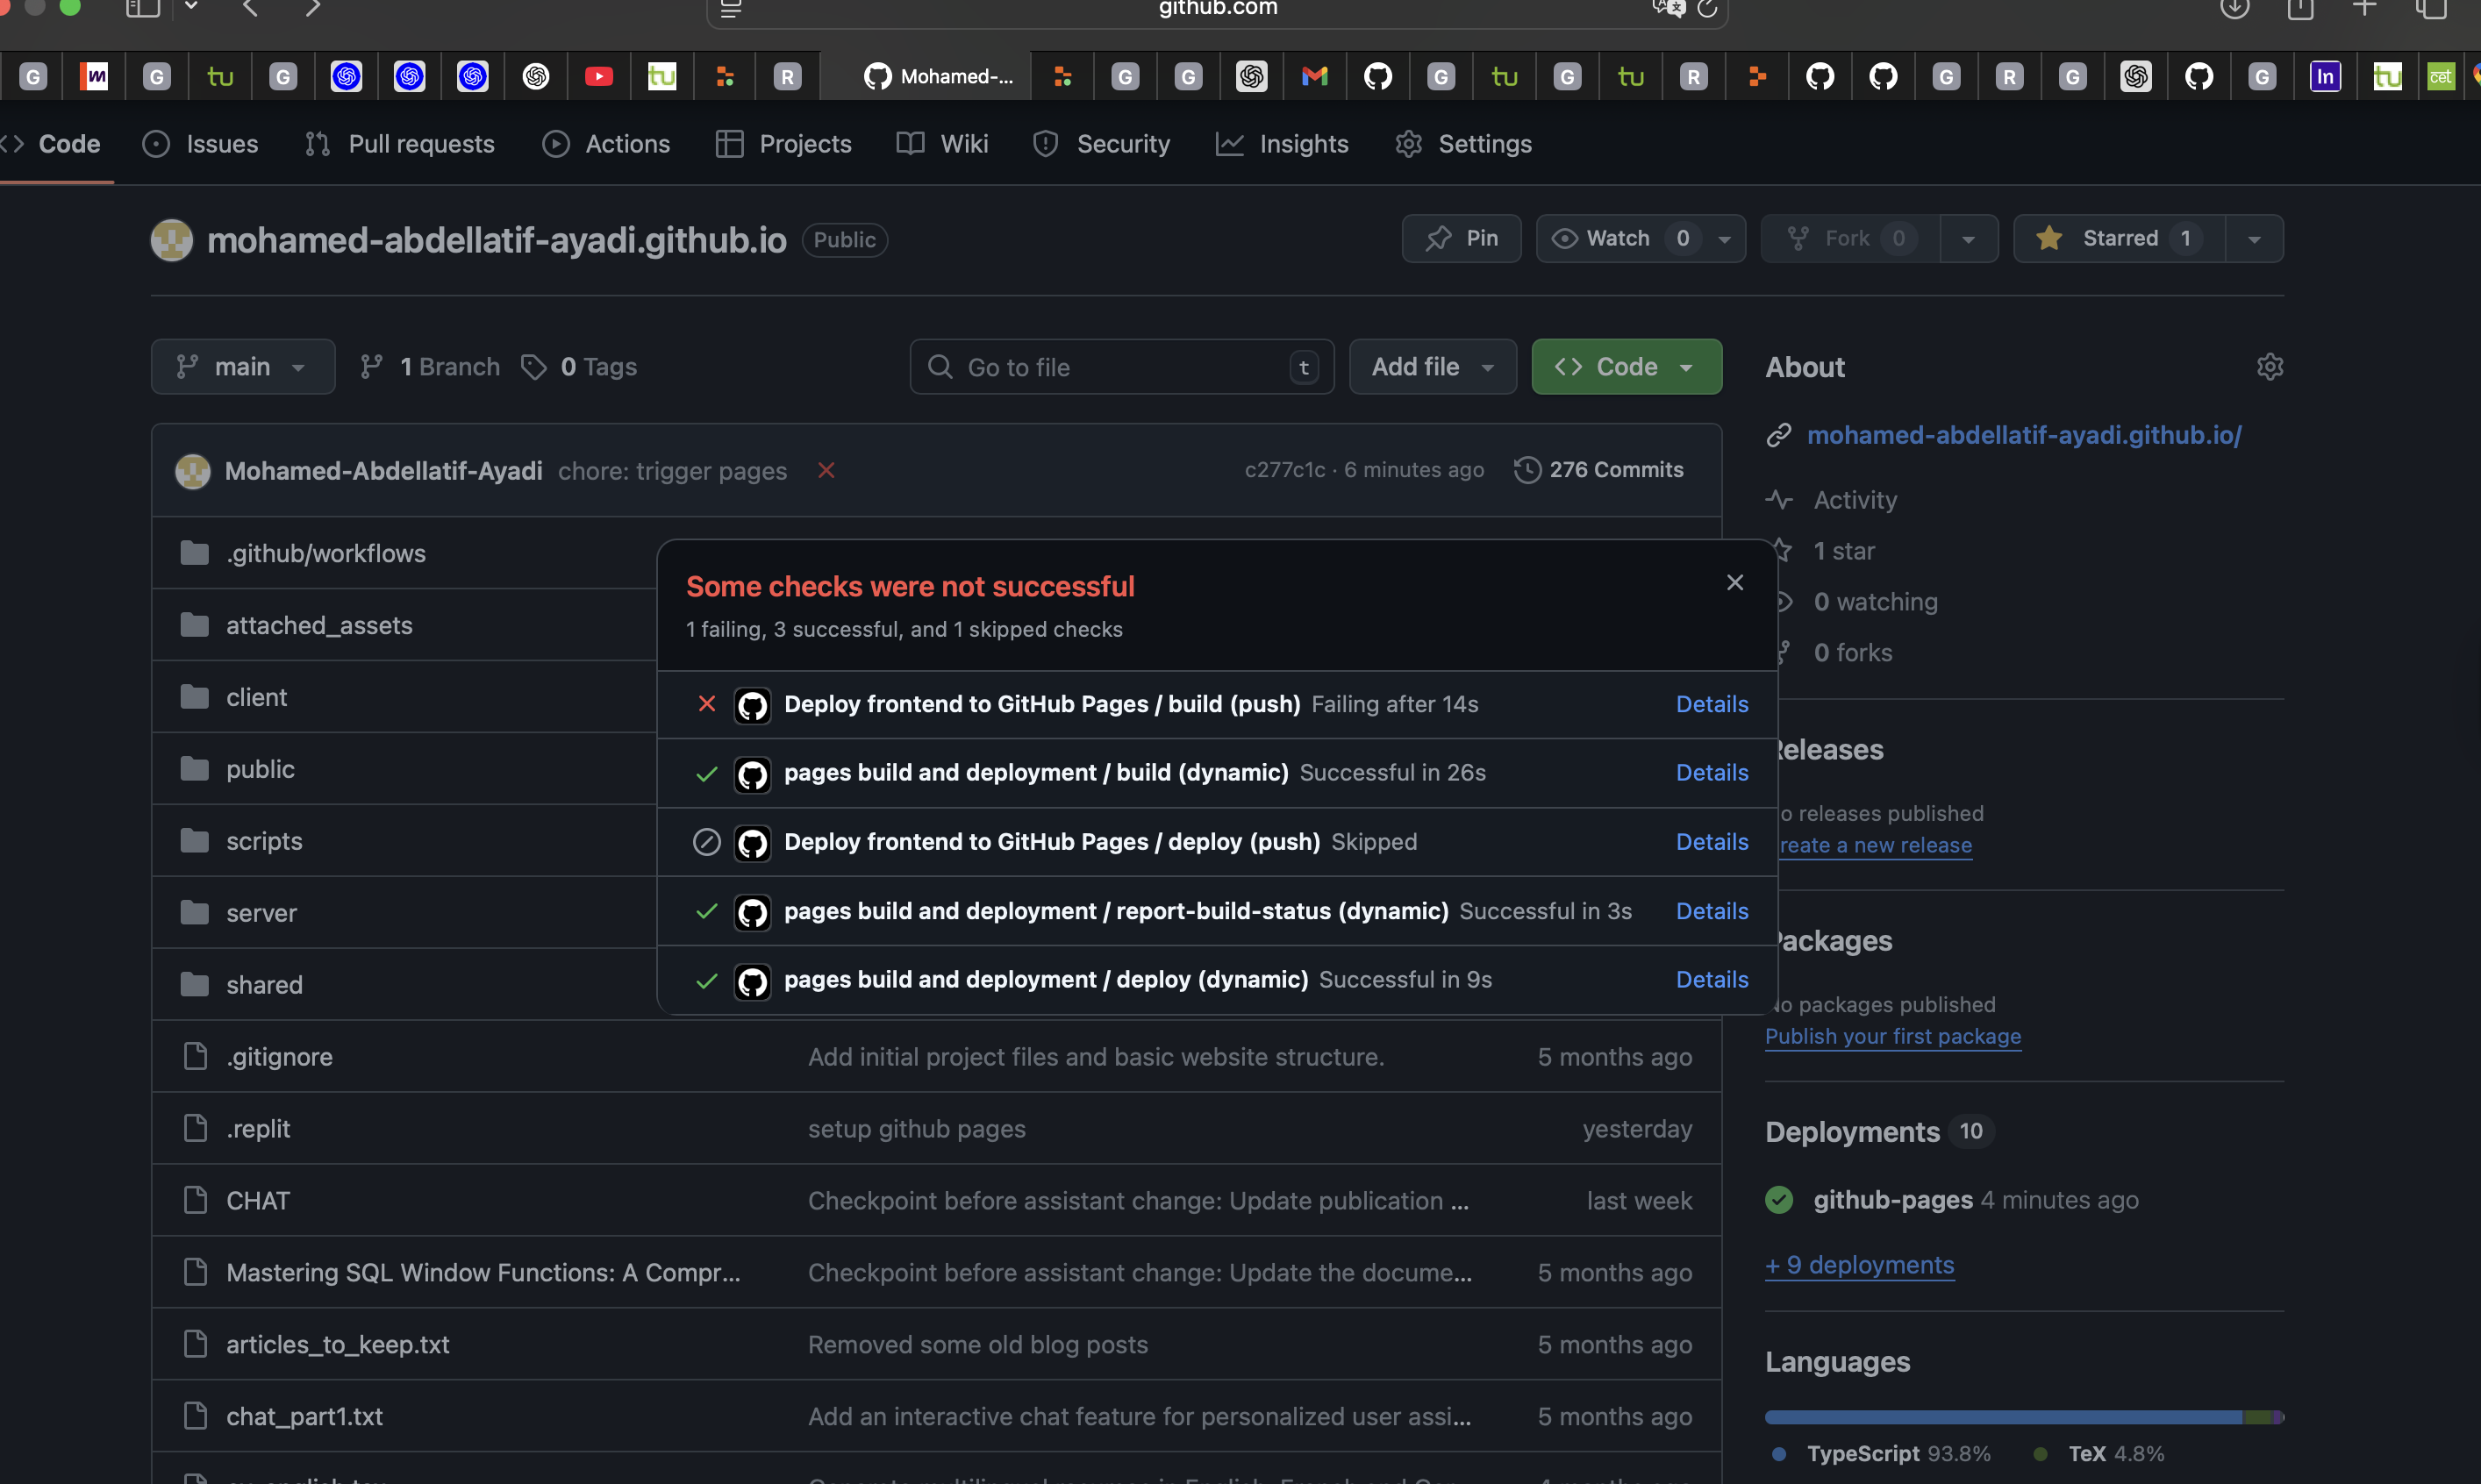 github.com
Mohamed-...
Code
Issues
Pull requests
Actions
Projects
Wiki
Security
Insights
Settings
mohamed-abdellatif-ayadi.github.io
Public
Pin
Watch 0
Fork 0
Starred 1
main
1 Branch
0 Tags
Go to file
t
Add file
Code
About
mohamed-abdellatif-ayadi.github.io/
Mohamed-Abdellatif-Ayadi chore: trigger pages
c277c1c · 6 minutes ago
276 Commits
Activity
1 star
0 watching
0 forks
.github/workflows
attached_assets
client
public
scripts
server
shared
Some checks were not successful
1 failing, 3 successful, and 1 skipped checks
Deploy frontend to GitHub Pages / build (push) Failing after 14s Details
pages build and deployment / build (dynamic) Successful in 26s Details
Deploy frontend to GitHub Pages / deploy (push) Skipped Details
pages build and deployment / report-build-status (dynamic) Successful in 3s Details
pages build and deployment / deploy (dynamic) Successful in 9s Details
eleases
o releases published
reate a new release
ackages
o packages published
Publish your first package
.gitignore Add initial project files and basic website structure. 5 months ago
.replit setup github pages yesterday
CHAT Checkpoint before assistant change: Update publication ... last week
Mastering SQL Window Functions: A Compr... Checkpoint before assistant change: Update the docume... 5 months ago
articles_to_keep.txt Removed some old blog posts 5 months ago
chat_part1.txt Add an interactive chat feature for personalized user assi... 5 months ago
Deployments 10
github-pages 4 minutes ago
+ 9 deployments
Languages
TypeScript 93.8%
TeX 4.8%